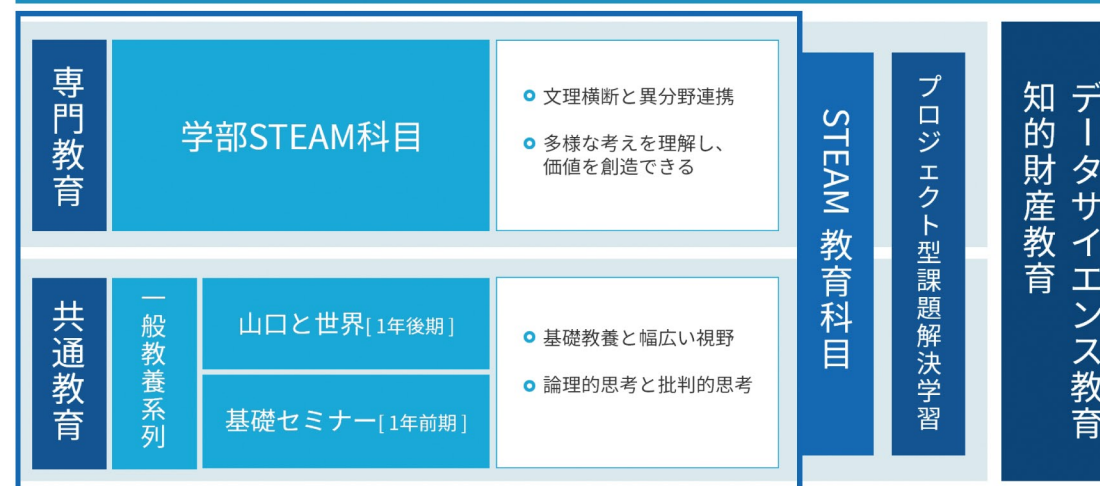 専門教育
学部STEAM科目
文理横断と異分野連携
多様な考えを理解し、
価値を創造できる
共通教育
一般教養系列
山口と世界[ 1年後期 ]
基礎セミナー[ 1年前期 ]
基礎教養と幅広い視野
論理的思考と批判的思考
STEAM 教育科目
プロジェクト型課題解決学習
データサイエンス教育
知的財産教育